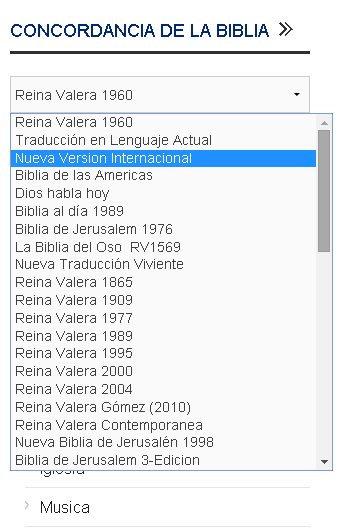 CONCORDANCIA DE LA BIBLIA
Reina Valera 1960
Reina Valera 1960
Traducción en Lenguaje Actual
Nueva Version Internacional
Biblia de las Americas
Dios habla hoy
Biblia al día 1989
Biblia de Jerusalem 1976
La Biblia del Oso RV1569
Nueva Traducción Viviente
Reina Valera 1865
Reina Valera 1909
Reina Valera 1977
Reina Valera 1989
Reina Valera 1995
Reina Valera 2000
Reina Valera 2004
Reina Valera Gómez (2010)
Reina Valera Contemporanea
Nueva Biblia de Jerusalén 1998
Biblia de Jerusalem 3-Edicion
Iglesia
Musica